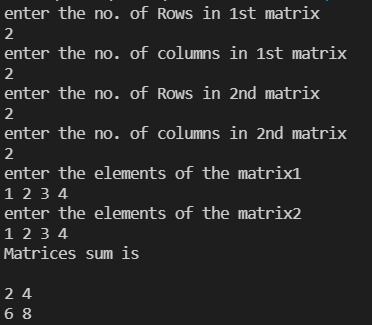 enter the no. of Rows in 1st matrix
2
enter the no. of columns in 1st matrix
2
enter the no. of Rows in 2nd matrix
2
enter the no. of columns in 2nd matrix
2
enter the elements of the matrix1
1 2 3 4
enter the elements of the matrix2
1 2 3 4
Matrices sum is
2 4
6 8